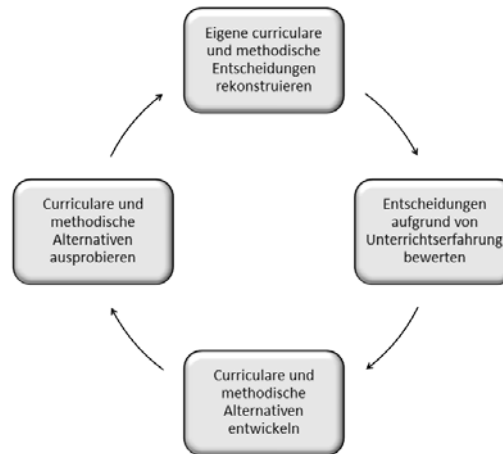 Eigene curriculare
und methodische
Entscheidungen
rekonstruieren
Entscheidungen
aufgrund von
Unterrichtserfahrung
bewerten
Curriculare und
methodische
Alternativen
entwickeln
Curriculare und
methodische
Alternativen
ausprobieren